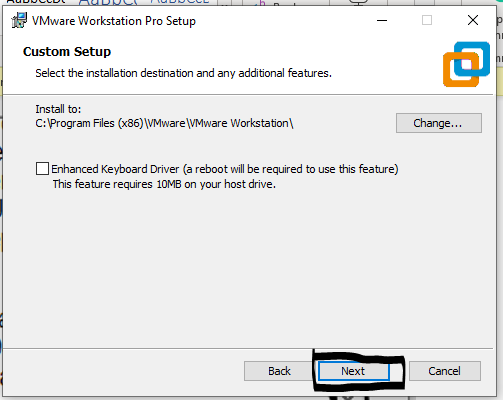 VMware Workstation Pro Setup
Custom Setup
Select the installation destination and any additional features.
Install to:
C:\Program Files (x86)\VMware\VMware Workstation\
Change...
Enhanced Keyboard Driver (a reboot will be required to use this feature)
This feature requires 10MB on your host drive.
Back
Next
Cancel